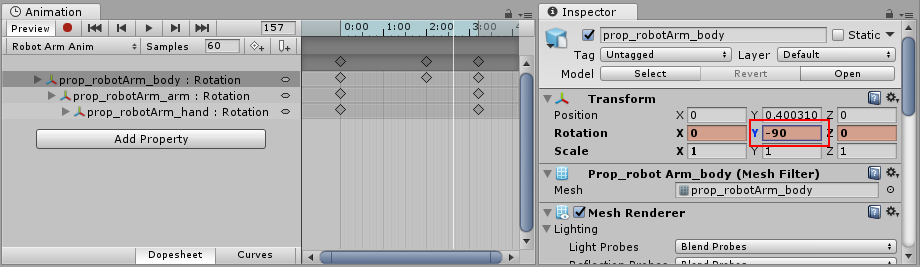 Animation
Preview 157 0:00 1:00 2:00 3:00 4
Robot Arm Anim Samples 60
prop_robotArm_body : Rotation
prop_robotArm_arm : Rotation
prop_robotArm_hand : Rotation
Add Property
Dopesheet Curves
Inspector
prop_robotArm_body Static
Tag Untagged Layer Default
Model Select Revert Open
Transform
Position X 0 Y 0.400310 Z 0
Rotation X 0 Y -90 Z 0
Scale X 1 Y 1 Z 1
Prop_robot Arm_body (Mesh Filter)
Mesh prop_robotArm_body
Mesh Renderer
Lighting
Light Probes Blend Probes
Reflection Probes Blend Probes